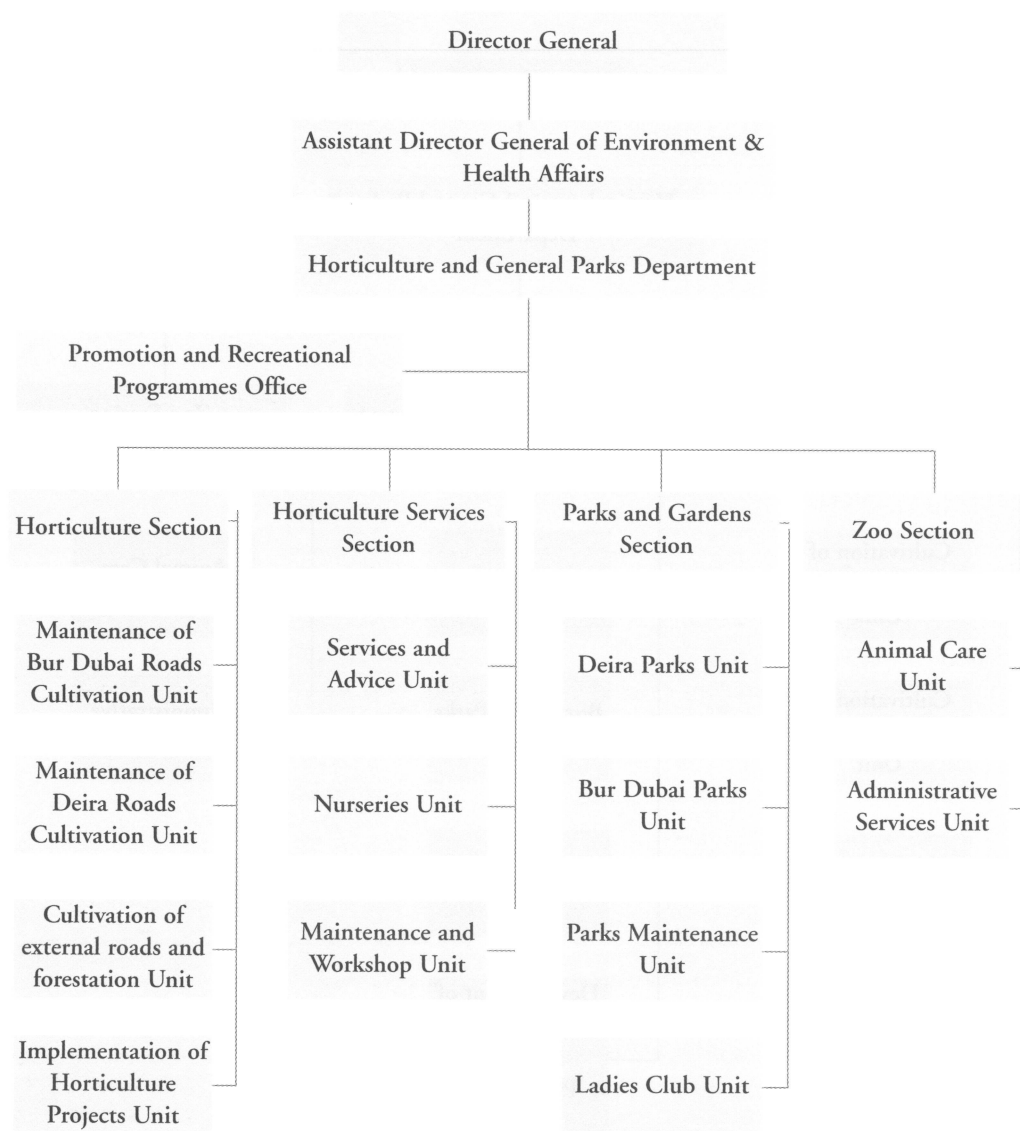 Director General
Assistant Director General of Environment &
Health Affairs
Horticulture and General Parks Department
Promotion and Recreational
Programmes Office
Horticulture Section
Horticulture Services
Section
Parks and Gardens
Section
Zoo Section
Maintenance of
Bur Dubai Roads
Cultivation Unit
Services and
Advice Unit
Deira Parks Unit
Animal Care
Unit
Maintenance of
Deira Roads
Cultivation Unit
Nurseries Unit
Bur Dubai Parks
Unit
Administrative
Services Unit
Cultivation of
external roads and
forestation Unit
Maintenance and
Workshop Unit
Parks Maintenance
Unit
Implementation of
Horticulture
Projects Unit
Ladies Club Unit